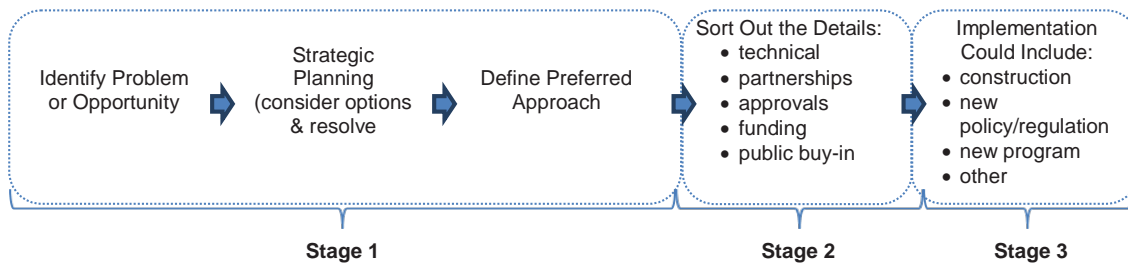 Identify Problem
or Opportunity
Strategic
Planning
(consider options
& resolve
Define Preferred
Approach
Sort Out the Details:
• technical
• partnerships
• approvals
• funding
• public buy-in
Implementation
Could Include:
• construction
• new
policy/regulation
• new program
• other
Stage 1
Stage 2
Stage 3